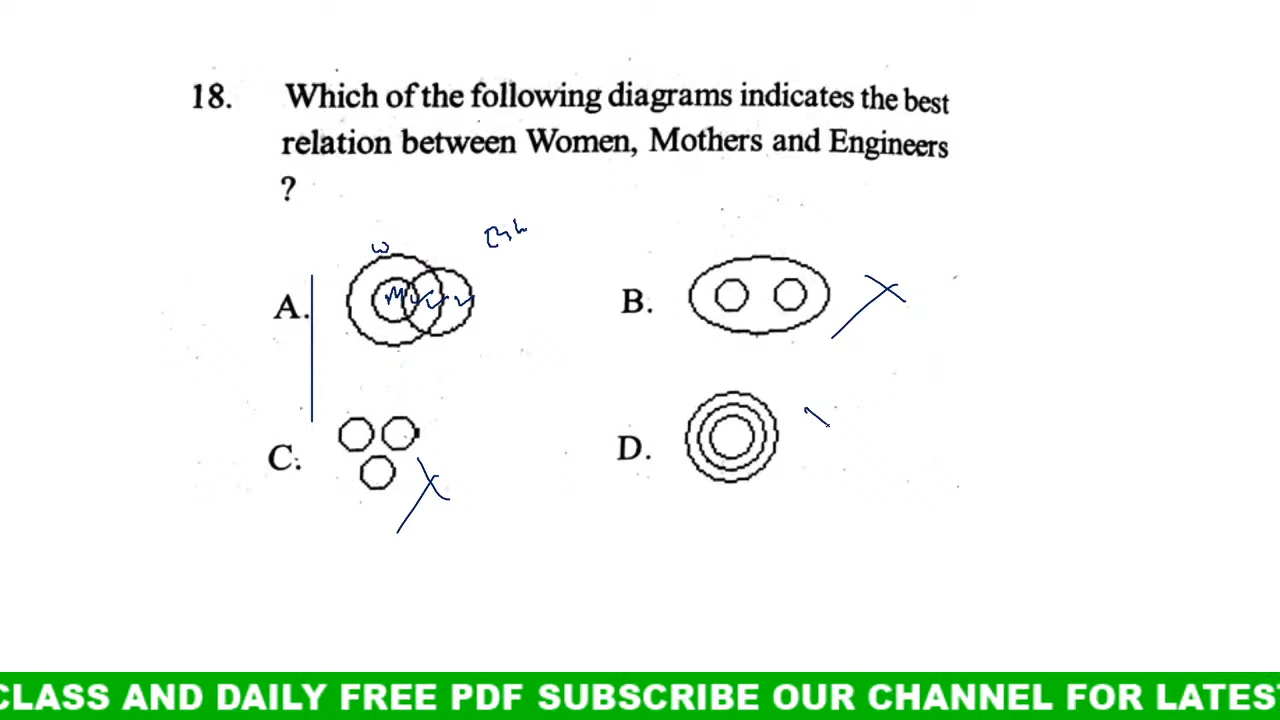 18. Which of the following diagrams indicates the best
relation between Women, Mothers and Engineers
?
W
A.
M
B.
C.
D.
CLASS AND DAILY FREE PDF SUBSCRIBE OUR CHANNEL FOR LATEST